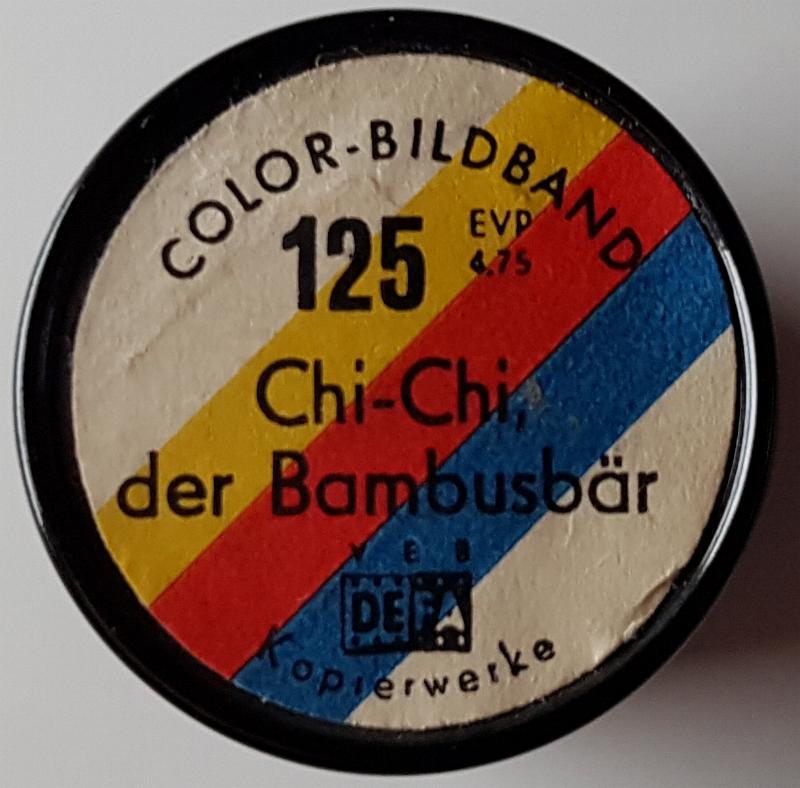 COLOR-BILDBAND
125
EVP
4.75
Chi-Chi,
der Bambusbär
VEB
DEFA
Kopierwerke